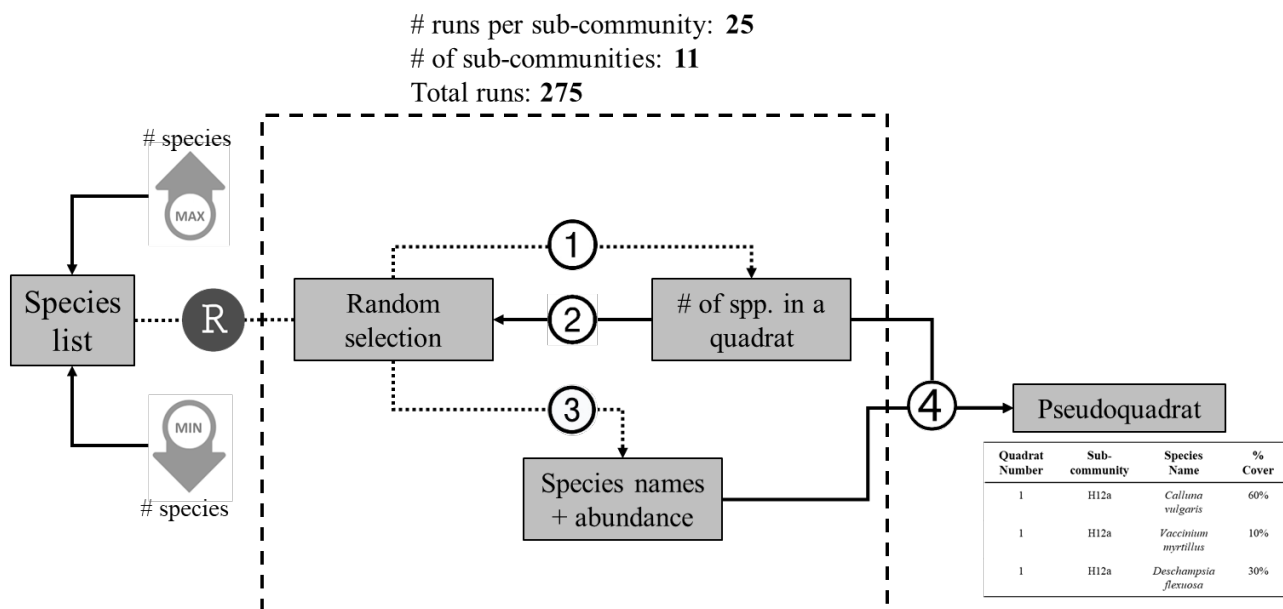 # runs per sub-community: 25
# of sub-communities: 11
Total runs: 275
# species
MAX
Species
list
R
MIN
# species
Random
selection
1
# of spp. in a
quadrat
2
3
Species names
+ abundance
4
Pseudoquadrat
Quadrat Number Sub-community Species Name % Cover
1 H12a Calluna vulgaris 60%
1 H12a Vaccinium myrtillus 10%
1 H12a Deschampsia flexuosa 30%